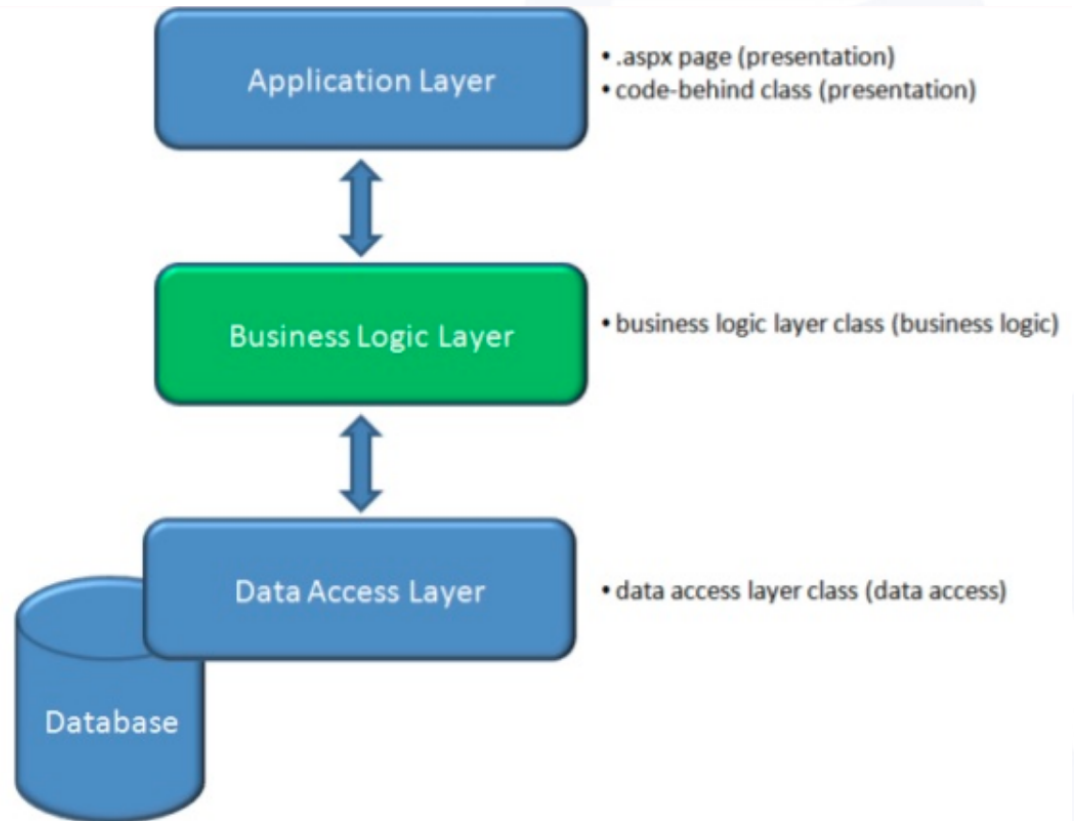 Application Layer
• .aspx page (presentation)
• code-behind class (presentation)
Business Logic Layer
• business logic layer class (business logic)
Data Access Layer
• data access layer class (data access)
Database